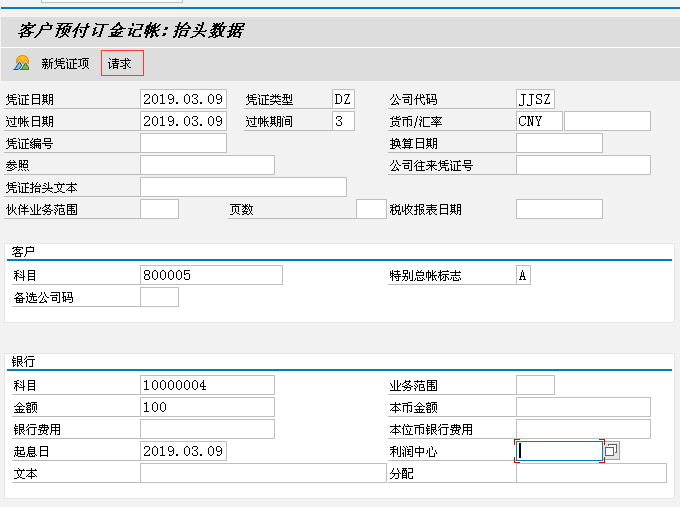 客户预付订金记帐:抬头数据
新凭证项 请求
凭证日期 2019.03.09 凭证类型 DZ 公司代码 JJSZ
过帐日期 2019.03.09 过帐期间 3 货币/汇率 CNY
凭证编号 换算日期
参照 公司往来凭证号
凭证抬头文本
伙伴业务范围 页数 税收报表日期
客户
科目 800005 特别总帐标志 A
备选公司码
银行
科目 10000004 业务范围
金额 100 本币金额
银行费用 本位币银行费用
起息日 2019.03.09 利润中心
文本 分配